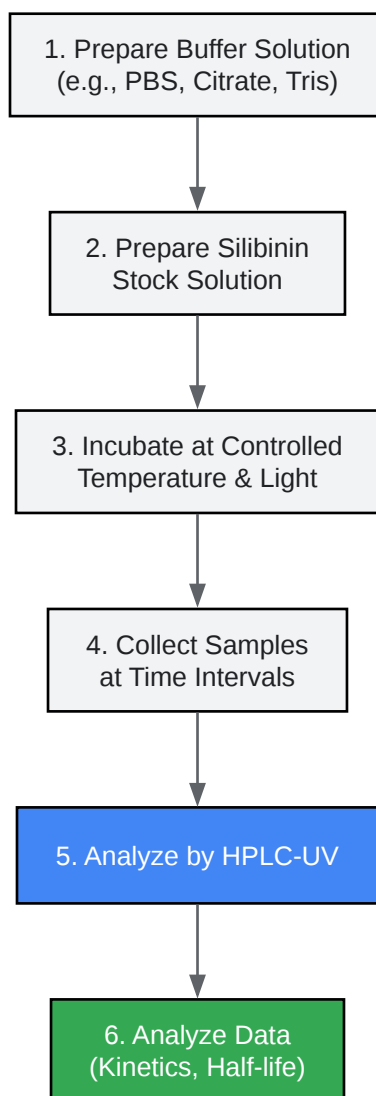 1. Prepare Buffer Solution
(e.g., PBS, Citrate, Tris)
2. Prepare Silibinin
Stock Solution
3. Incubate at Controlled
Temperature & Light
4. Collect Samples
at Time Intervals
5. Analyze by HPLC-UV
6. Analyze Data
(Kinetics, Half-life)